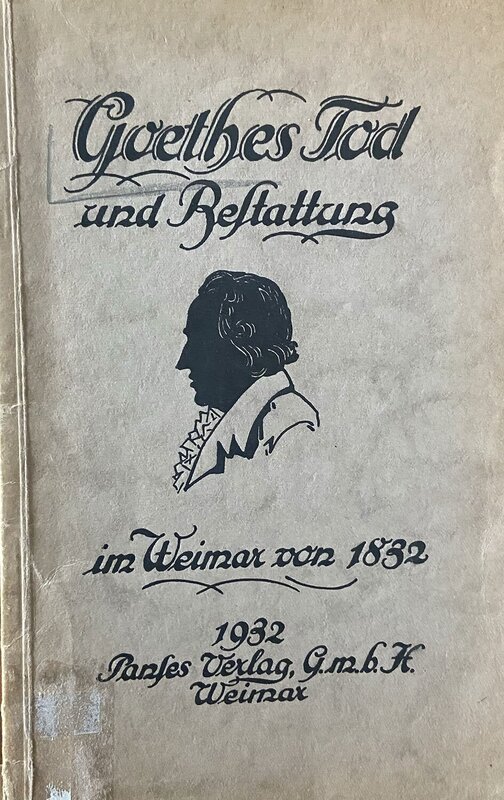 Goethes Tod
und Bestattung
im Weimar von 1832
1932
Panses Verlag, G.m.b.H.
Weimar